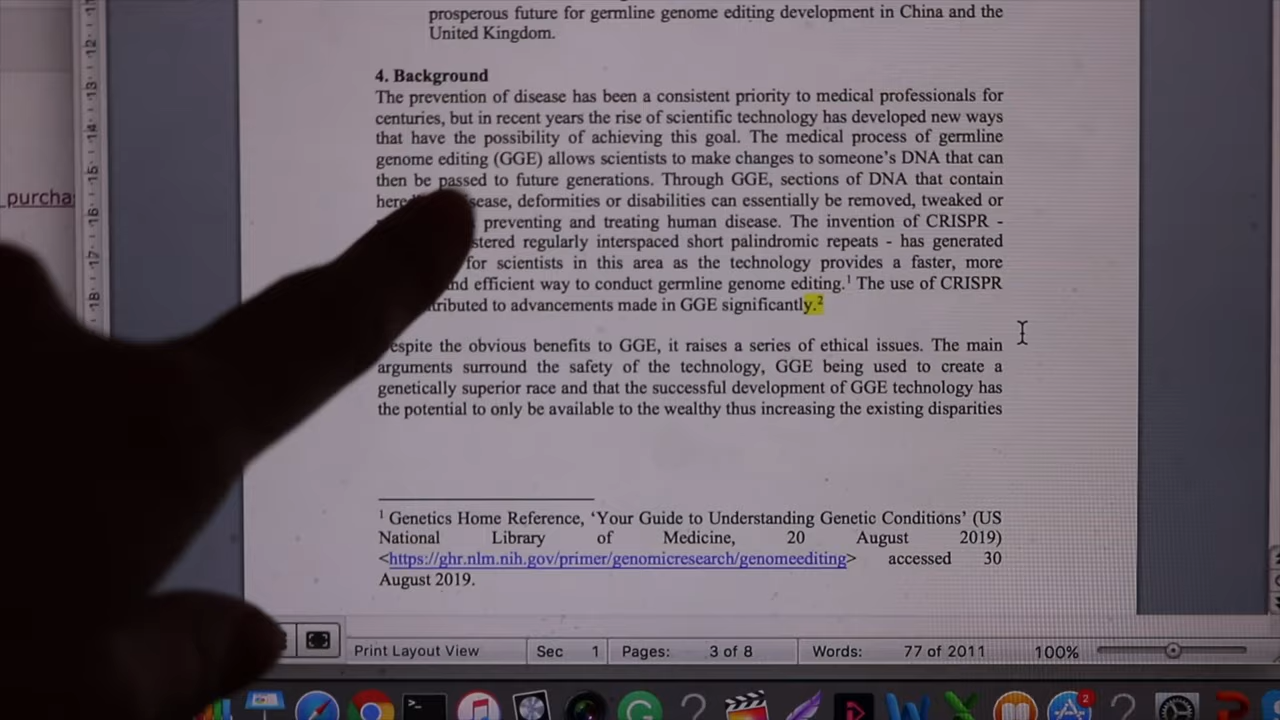 prosperous future for germline genome editing development in China and the
United Kingdom.
4. Background
The prevention of disease has been a consistent priority to medical professionals for
centuries, but in recent years the rise of scientific technology has developed new ways
that have the possibility of achieving this goal. The medical process of germline
genome editing (GGE) allows scientists to make changes to someone's DNA that can
then be passed to future generations. Through GGE, sections of DNA that contain
deformities or disabilities can essentially be removed, tweaked or
preventing and treating human disease. The invention of CRISPR -
regularly interspaced short palindromic repeats - has generated
for scientists in this area as the technology provides a faster, more
efficient way to conduct germline genome editing.¹ The use of CRISPR
to advancements made in GGE significantly.²
the obvious benefits to GGE, it raises a series of ethical issues. The main
arguments surround the safety of the technology, GGE being used to create a
genetically superior race and that the successful development of GGE technology has
the potential to only be available to the wealthy thus increasing the existing disparities
¹ Genetics Home Reference, ‘Your Guide to Understanding Genetic Conditions’ (US
National Library of Medicine, 20 August 2019)
<https://ghr.nlm.nih.gov/primer/genomicresearch/genomeediting> accessed 30
August 2019.
12
13
14
15
16
17
18
Print Layout View Sec 1 Pages: 3 of 8 Words: 77 of 2011 100%
2